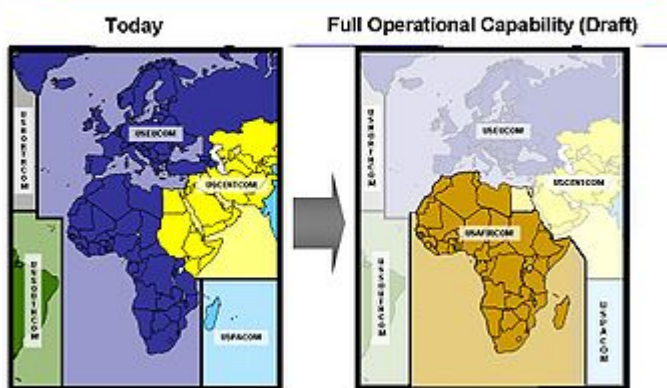 Today
Full Operational Capability (Draft)
USNORTHCOM
USEUCOM
USCENTCOM
USSOUTHCOM
USPACOM
USNORTHCOM
USEUCOM
USCENTCOM
USAFRICOM
USSOUTHCOM
USPACOM